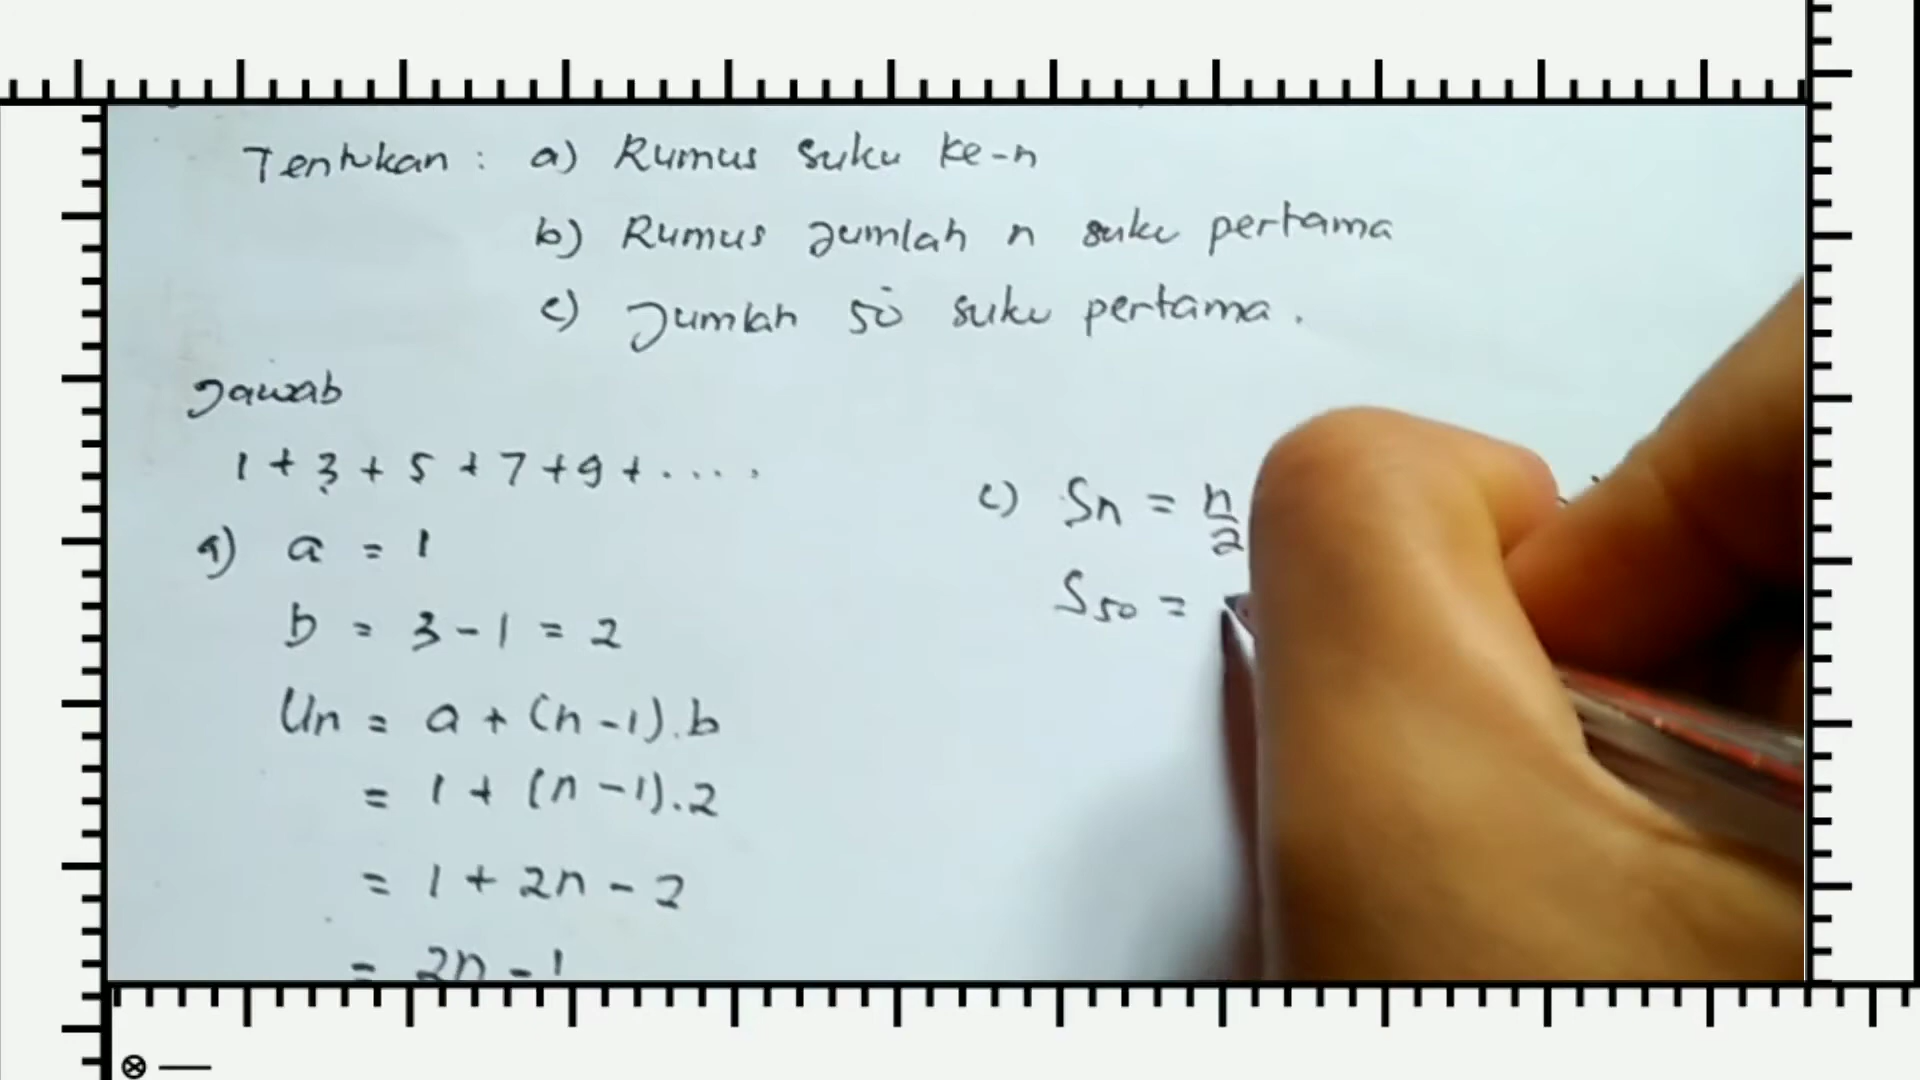 Tentukan : a) Rumus suku ke-n
b) Rumus Jumlah n suku pertama
c) Jumlah 50 suku pertama.
Jawab
1 + 3 + 5 + 7 + 9 + ....
a) a = 1
b = 3 - 1 = 2
Un = a + (n - 1).b
= 1 + (n - 1).2
= 1 + 2n - 2
= 2n - 1
c) Sn = n/2
S50 =